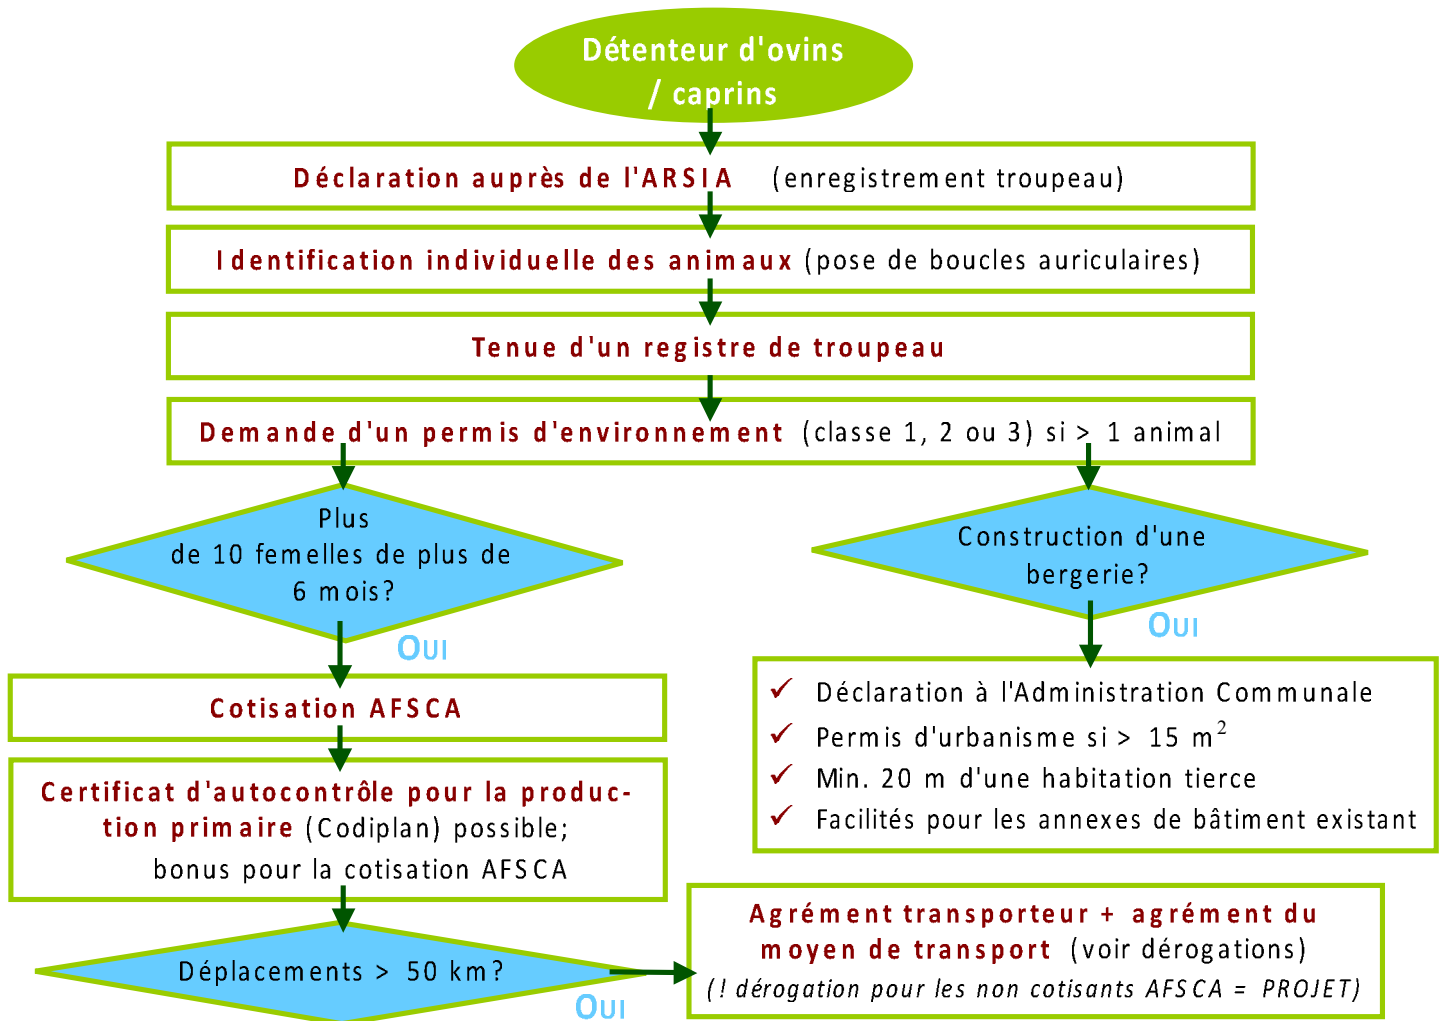 Détenteur d'ovins
/ caprins
Déclaration auprès de l'ARSIA (enregistrement troupeau)
Identification individuelle des animaux (pose de boucles auriculaires)
Tenue d'un registre de troupeau
Demande d'un permis d'environnement (classe 1, 2 ou 3) si > 1 animal
Plus
de 10 femelles de plus de
6 mois?
OUI
Cotisation AFSCA
Certificat d'autocontrôle pour la produc-
tion primaire (Codiplan) possible;
bonus pour la cotisation AFSCA
Déplacements > 50 km?
OUI
Construction d'une
bergerie?
OUI
✓ Déclaration à l'Administration Communale
✓ Permis d'urbanisme si > 15 m²
✓ Min. 20 m d'une habitation tierce
✓ Facilités pour les annexes de bâtiment existant
Agrément transporteur + agrément du
moyen de transport (voir dérogations)
(! dérogation pour les non cotisants AFSCA = PROJET)